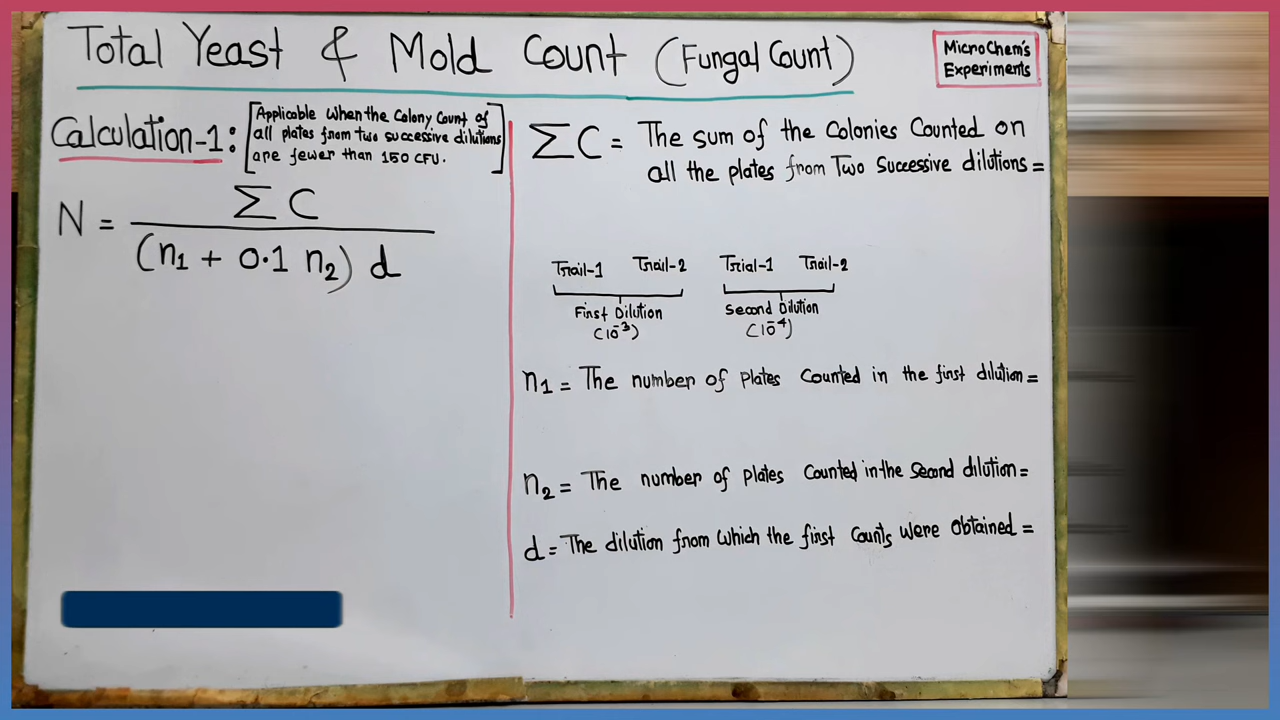 Total Yeast & Mold Count (Fungal Count)
MicroChem's
Experiments
Calculation-1:
[Applicable When the Colony Count of
all plates from two successive dilutions
are fewer than 150 CFU.]
N = ΣC / (n₁ + 0.1 n₂) d
ΣC = The sum of the Colonies Counted on
all the plates from Two Successive dilutions =
Trail-1 Trail-2 Trial-1 Trail-2
First Dilution
(10⁻³)
Second Dilution
(10⁻⁴)
n₁ = The number of plates Counted in the first dilution =
n₂ = The number of plates Counted in the Second dilution =
d = The dilution from which the first Counts Were obtained =